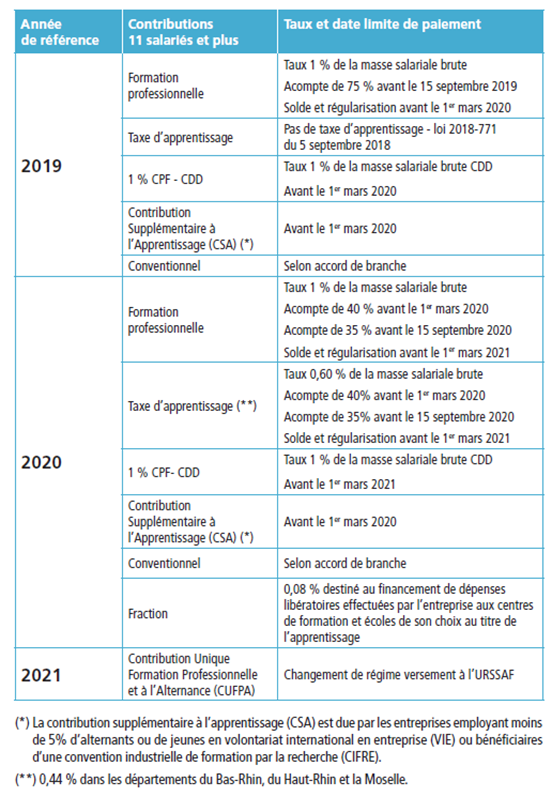 Année
de référence
Contributions
11 salariés et plus
Taux et date limite de paiement
2019
Formation
professionnelle
Taux 1 % de la masse salariale brute
Acompte de 75 % avant le 15 septembre 2019
Solde et régularisation avant le 1er mars 2020
Taxe d'apprentissage
Pas de taxe d'apprentissage - loi 2018-771
du 5 septembre 2018
1 % CPF - CDD
Taux 1 % de la masse salariale brute CDD
Avant le 1er mars 2020
Contribution
Supplémentaire à
l'Apprentissage (CSA) (*)
Avant le 1er mars 2020
Conventionnel
Selon accord de branche
2020
Formation
professionnelle
Taux 1 % de la masse salariale brute
Acompte de 40 % avant le 1er mars 2020
Acompte de 35 % avant le 15 septembre 2020
Solde et régularisation avant le 1er mars 2021
Taxe d'apprentissage (**)
Taux 0,60 % de la masse salariale brute
Acompte de 40% avant le 1er mars 2020
Acompte de 35% avant le 15 septembre 2020
Solde et régularisation avant le 1er mars 2021
1 % CPF- CDD
Taux 1 % de la masse salariale brute CDD
Avant le 1er mars 2021
Contribution
Supplémentaire à
l'Apprentissage (CSA) (*)
Avant le 1er mars 2020
Conventionnel
Selon accord de branche
Fraction
0,08 % destiné au financement de dépenses
libératoires effectuées par l'entreprise aux centres
de formation et écoles de son choix au titre de
l'apprentissage
2021
Contribution Unique
Formation Professionnelle
et à l'Alternance (CUFPA)
Changement de régime versement à l'URSSAF
(*) La contribution supplémentaire à l'apprentissage (CSA) est due par les entreprises employant moins
de 5% d'alternants ou de jeunes en volontariat international en entreprise (VIE) ou bénéficiaires
d'une convention industrielle de formation par la recherche (CIFRE).
(**) 0,44 % dans les départements du Bas-Rhin, du Haut-Rhin et la Moselle.